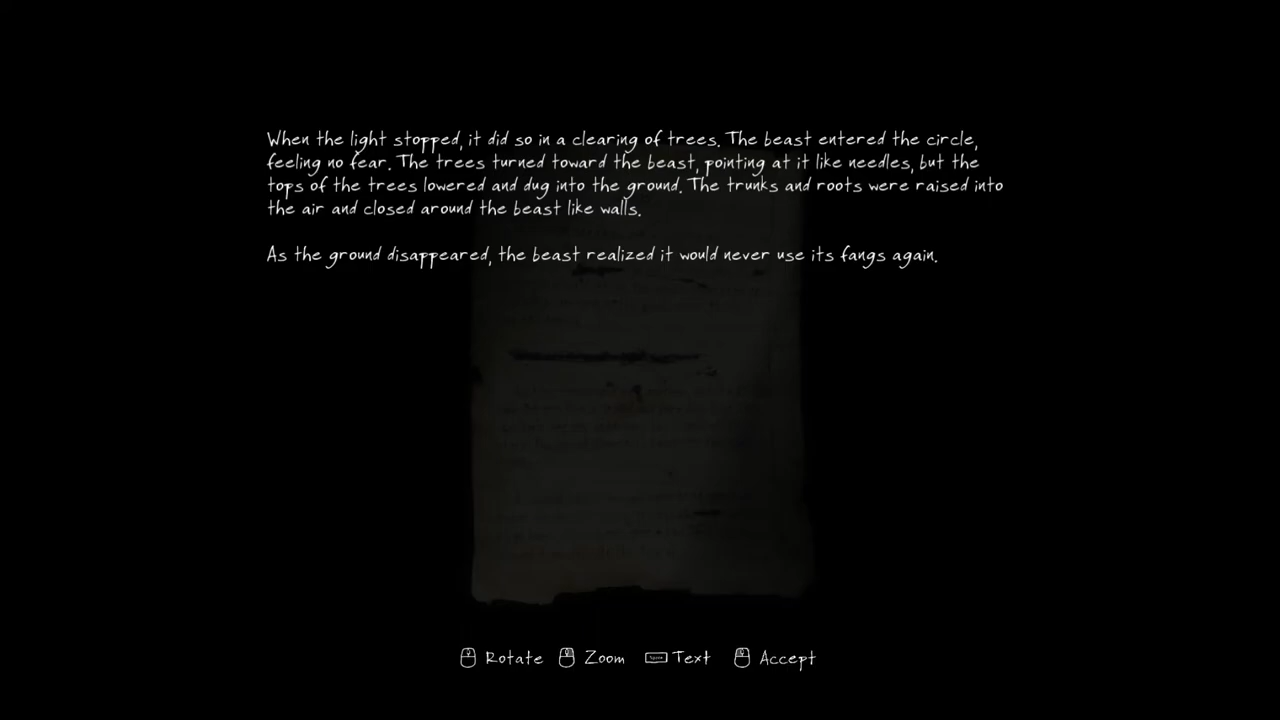 When the light stopped, it did so in a clearing of trees. The beast entered the circle,
feeling no fear. The trees turned toward the beast, pointing at it like needles, but the
tops of the trees lowered and dug into the ground. The trunks and roots were raised into
the air and closed around the beast like walls.
As the ground disappeared, the beast realized it would never use its fangs again.
Rotate Zoom Text Accept